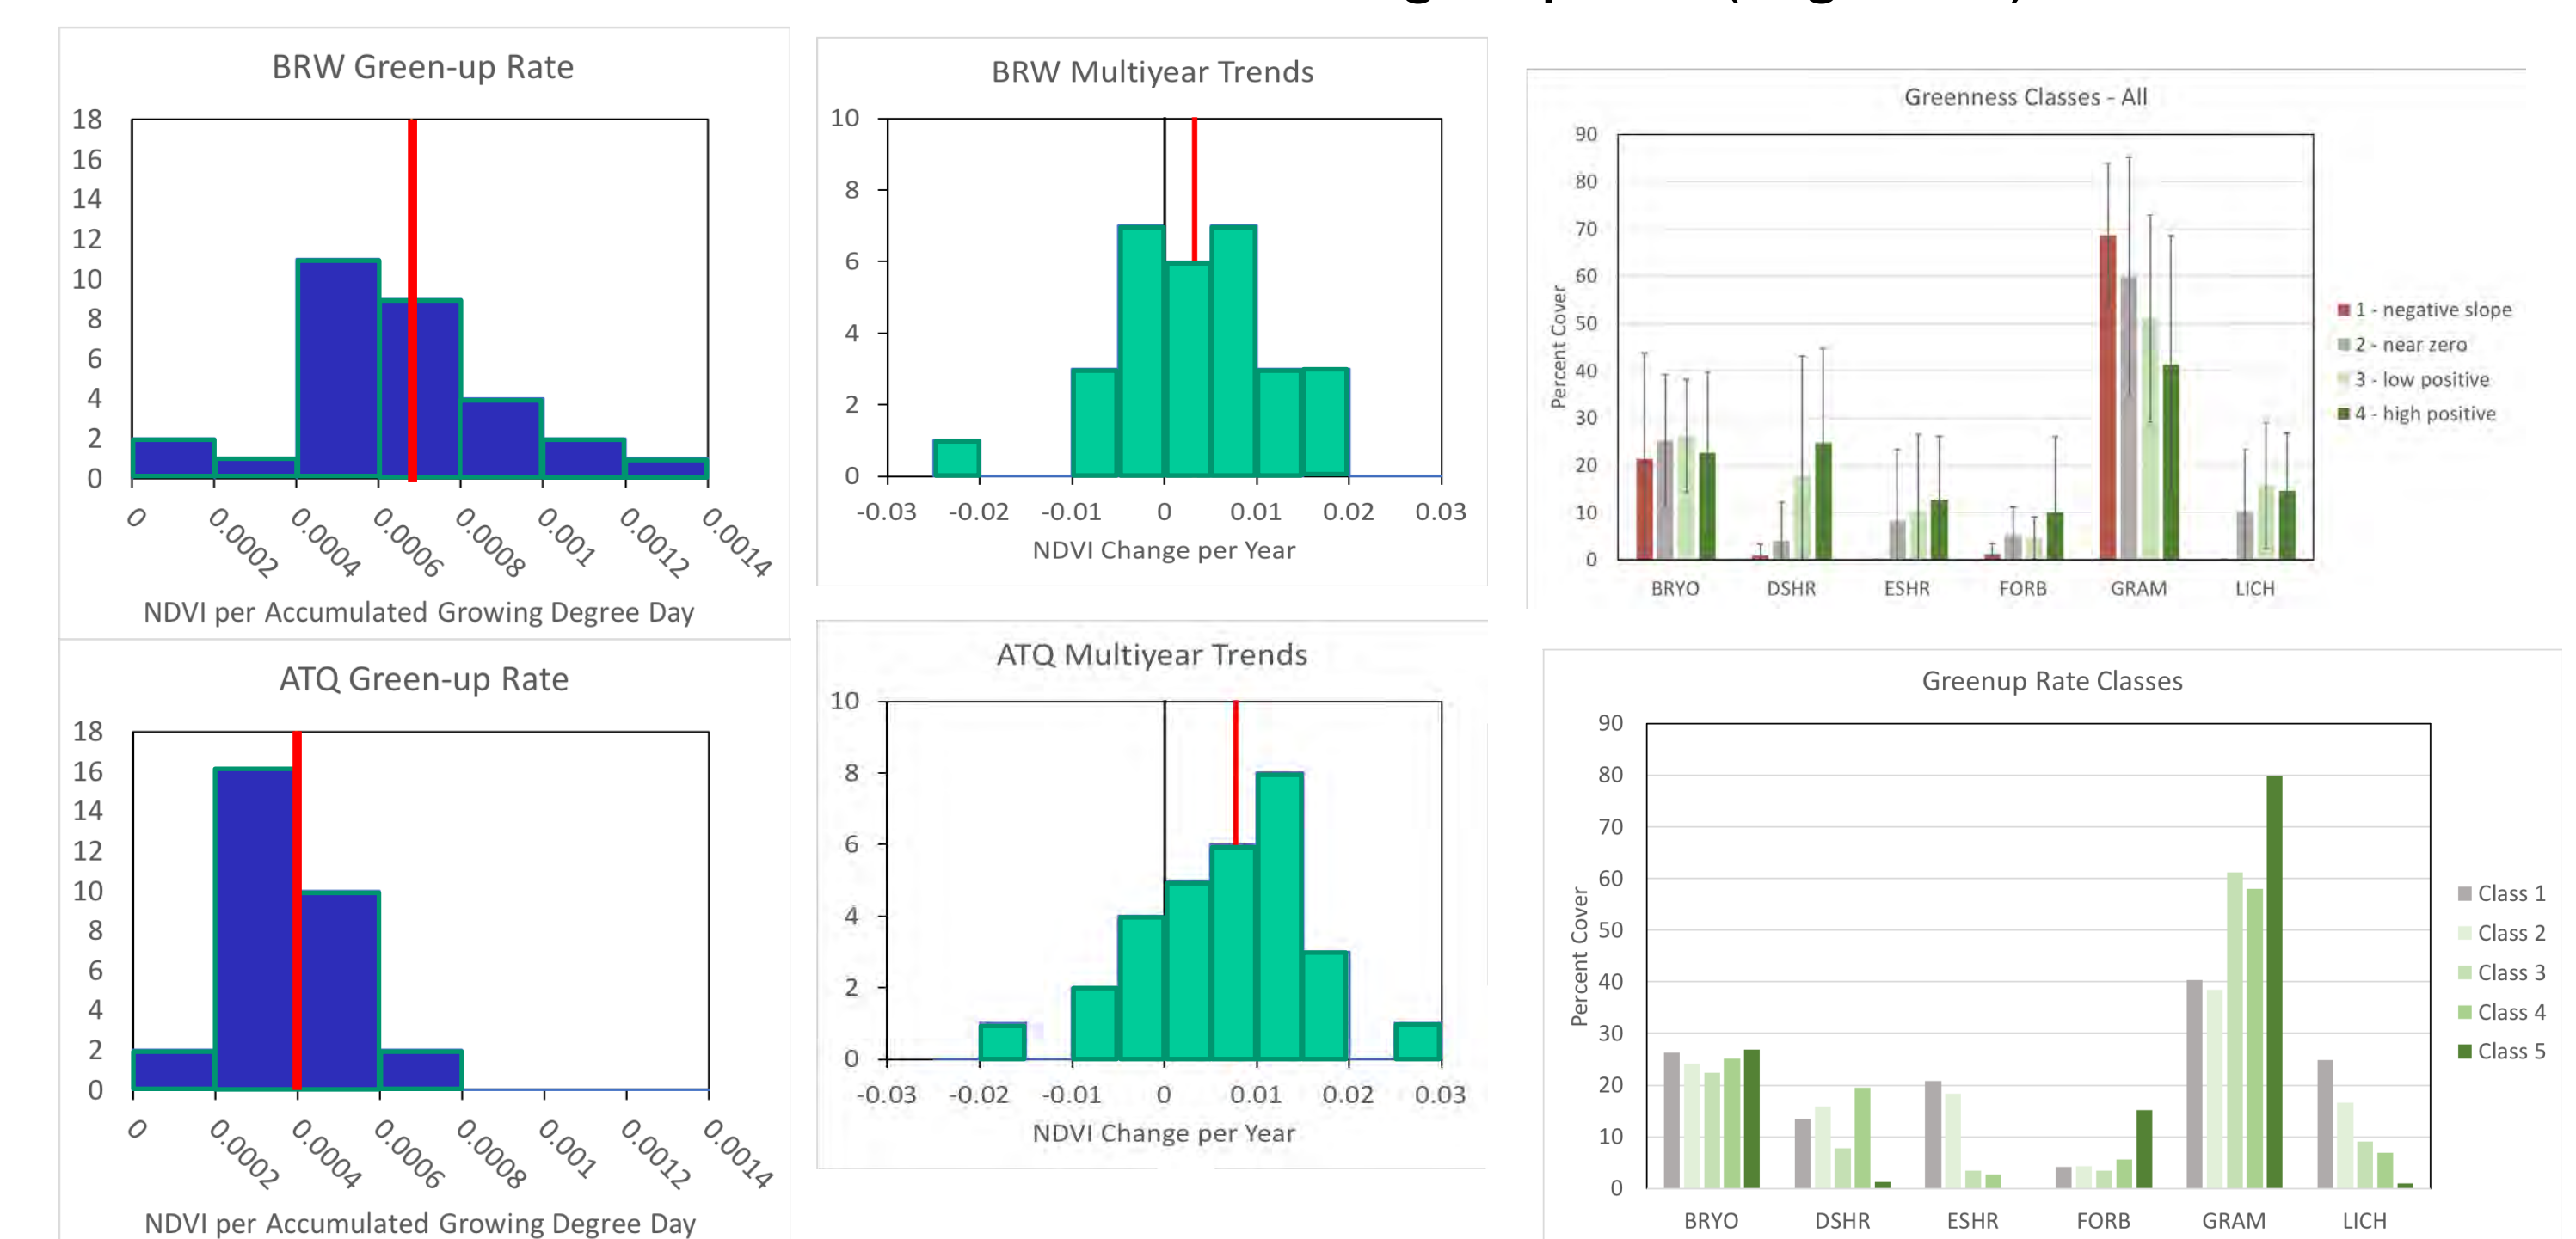 BRW Green-up Rate
18
16
14
12
10
8
6
4
2
0
0
0.0002
0.0004
0.0006
0.0008
0.001
0.0012
0.0014
NDVI per Accumulated Growing Degree Day
BRW Multiyear Trends
10
8
6
4
2
0
-0.03
-0.02
-0.01
0
0.01
0.02
0.03
NDVI Change per Year
Greenness Classes - All
Percent Cover
90
80
70
60
50
40
30
20
10
0
BRYO
DSHR
ESHR
FORB
GRAM
LICH
1 - negative slope
2 - near zero
3 - low positive
4 - high positive
ATQ Green-up Rate
18
16
14
12
10
8
6
4
2
0
0
0.0002
0.0004
0.0006
0.0008
0.001
0.0012
0.0014
NDVI per Accumulated Growing Degree Day
ATQ Multiyear Trends
10
8
6
4
2
0
-0.03
-0.02
-0.01
0
0.01
0.02
0.03
NDVI Change per Year
Greenup Rate Classes
Percent Cover
90
80
70
60
50
40
30
20
10
0
BRYO
DSHR
ESHR
FORB
GRAM
LICH
Class 1
Class 2
Class 3
Class 4
Class 5